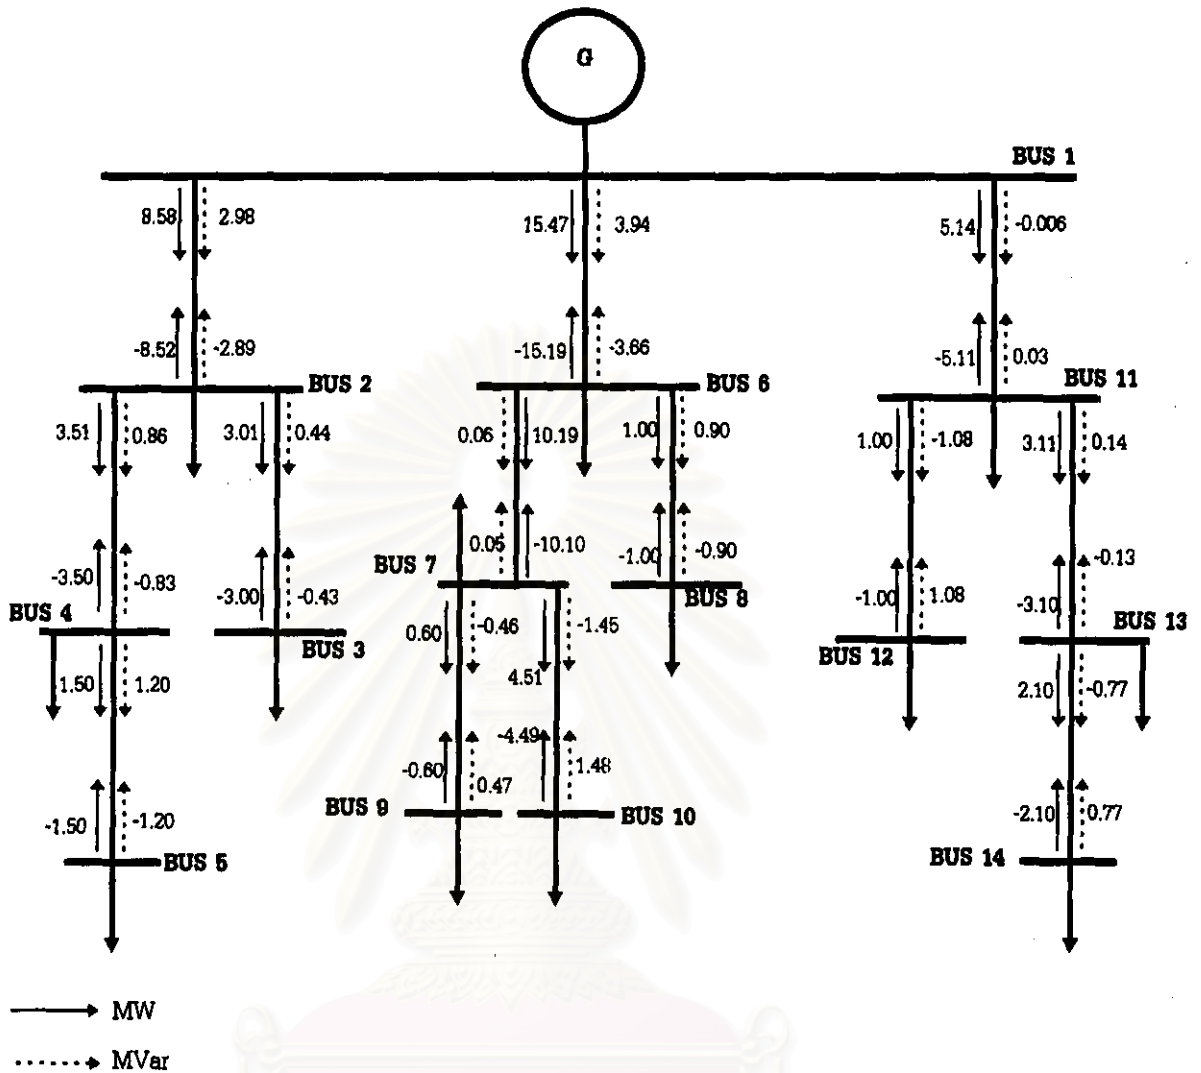 G
BUS 1
8.58 2.98 15.47 3.94 5.14 -0.006
-8.52 -2.89 -15.19 -3.66 -5.11 0.03
BUS 2 BUS 6 BUS 11
3.51 0.86 3.01 0.44 0.06 10.19 1.00 0.90 1.00 -1.08 3.11 0.14
-3.50 -0.83 -3.00 -0.43 0.05 -10.10 -1.00 -0.90 -1.00 1.08 -3.10 -0.13
BUS 4 BUS 3 BUS 7 BUS 8 BUS 12 BUS 13
1.50 1.20 0.60 -0.46 4.51 -1.45 2.10 -0.77
-1.50 -1.20 -0.60 0.47 -4.49 1.48 -2.10 0.77
BUS 5 BUS 9 BUS 10 BUS 14
MW
MVar